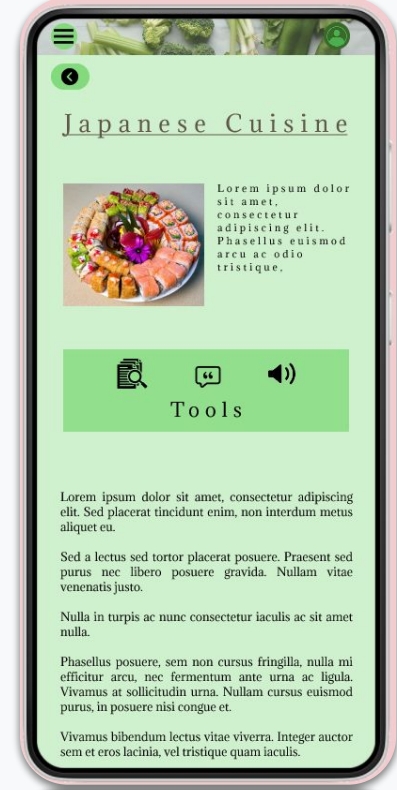 Japanese Cuisine
Lorem ipsum dolor
sit amet,
consectetur
adipiscing elit.
Phasellus euismod
arcu ac odio
tristique,
Tools
Lorem ipsum dolor sit amet, consectetur adipiscing
elit. Sed placerat tincidunt enim, non interdum metus
aliquet eu.
Sed a lectus sed tortor placerat posuere. Praesent sed
purus nec libero posuere gravida. Nullam vitae
venenatis justo.
Nulla in turpis ac nunc consectetur iaculis ac sit amet
nulla.
Phasellus posuere, sem non cursus fringilla, nulla mi
efficitur arcu, nec fermentum ante urna ac ligula.
Vivamus at sollicitudin urna. Nullam cursus euismod
purus, in posuere nisi congue et.
Vivamus bibendum lectus vitae viverra. Integer auctor
sem et eros lacinia, vel tristique quam iaculis.